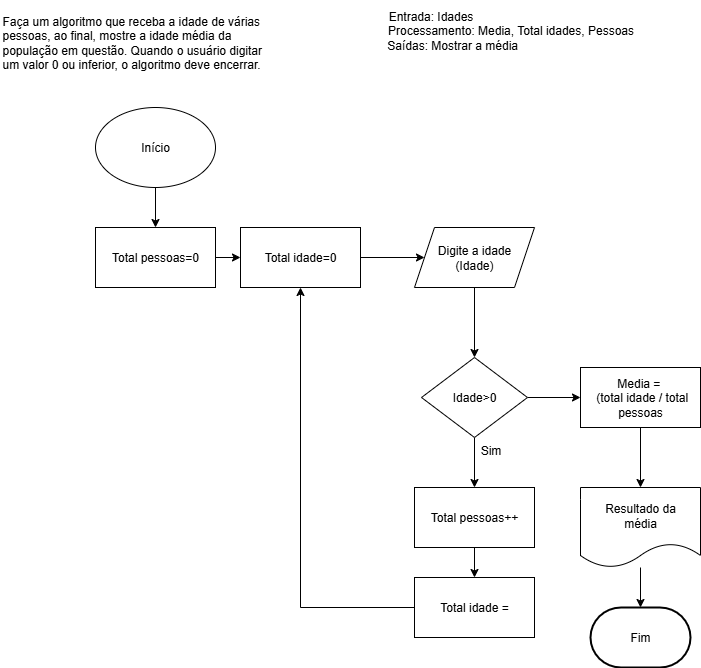 Faça um algoritmo que receba a idade de várias
pessoas, ao final, mostre a idade média da
população em questão. Quando o usuário digitar
um valor 0 ou inferior, o algoritmo deve encerrar.
Entrada: Idades
Processamento: Media, Total idades, Pessoas
Saídas: Mostrar a média
Início
Total pessoas=0
Total idade=0
Digite a idade
(Idade)
Idade>0
Media =
(total idade / total
pessoas
Sim
Total pessoas++
Resultado da
média
Total idade =
Fim